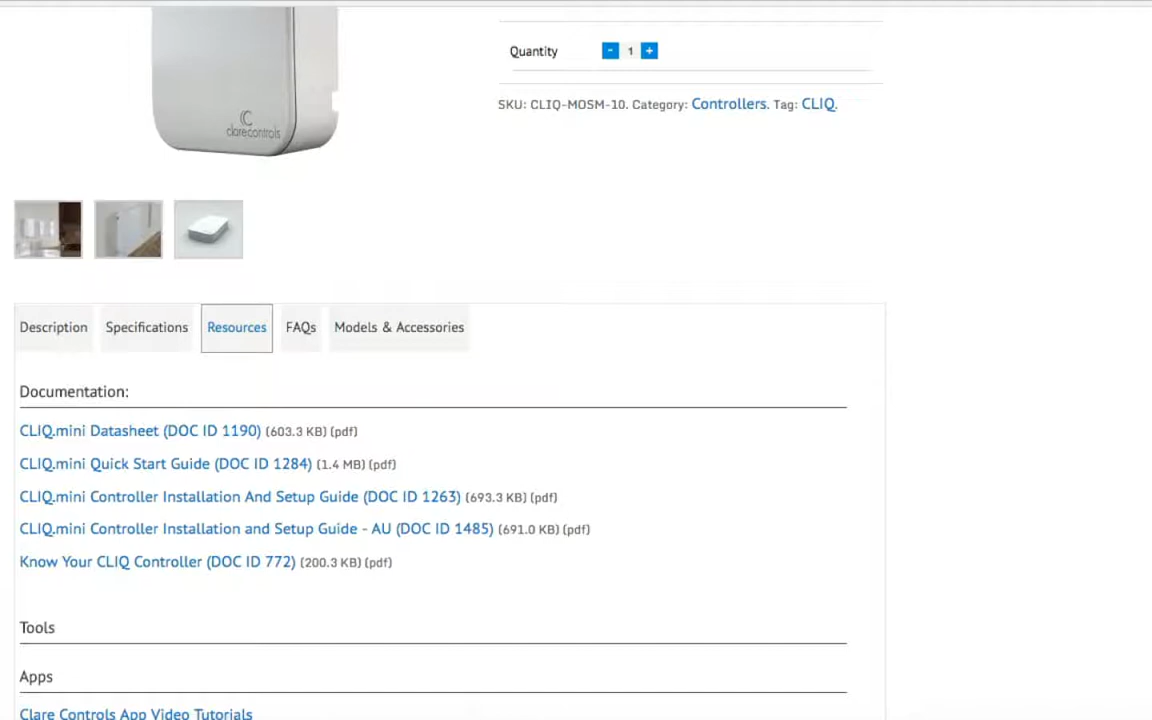 Quantity - 1 +
clarecontrols
SKU: CLIQ-MOSM-10. Category: Controllers. Tag: CLIQ.
Description Specifications Resources FAQs Models & Accessories
Documentation:
CLIQ.mini Datasheet (DOC ID 1190) (603.3 KB) (pdf)
CLIQ.mini Quick Start Guide (DOC ID 1284) (1.4 MB) (pdf)
CLIQ.mini Controller Installation And Setup Guide (DOC ID 1263) (693.3 KB) (pdf)
CLIQ.mini Controller Installation and Setup Guide - AU (DOC ID 1485) (691.0 KB) (pdf)
Know Your CLIQ Controller (DOC ID 772) (200.3 KB) (pdf)
Tools
Apps
Clare Controls App Video Tutorials